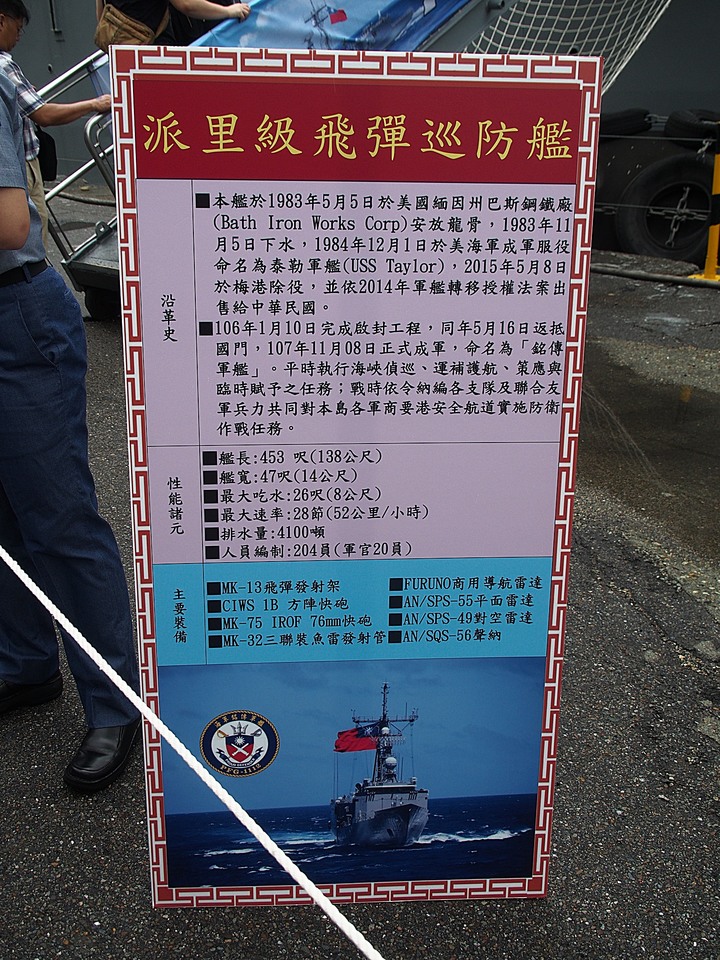 派里級飛彈巡防艦
沿革史
■本艦於1983年5月5日於美國緬因州巴斯鋼鐵廠
(Bath Iron Works Corp)安放龍骨，1983年11
月5日下水，1984年12月1日於美海軍成軍服役
命名為泰勒軍艦(USS Taylor)，2015年5月8日
於梅港除役，並依2014年軍艦轉移授權法案出
售給中華民國。
■106年1月10日完成啟封工程，同年5月16日返抵
國門，107年11月08日正式成軍，命名為「銘傳
軍艦」。平時執行海峽偵巡、運補護航、策應與
臨時賦予之任務；戰時依令納編各支隊及聯合友
軍兵力共同對本島各軍商要港安全航道實施防衛
作戰任務。
性能諸元
■艦長:453 呎(138公尺)
■艦寬:47呎(14公尺)
■最大吃水:26呎(8公尺)
■最大速率:28節(52公里/小時)
■排水量:4100噸
■人員編制:204員(軍官20員)
主要裝備
■MK-13飛彈發射架
■CIWS 1B 方陣快砲
■MK-75 IROF 76mm快砲
■MK-32三聯裝魚雷發射管
■FURUNO商用導航雷達
■AN/SPS-55平面雷達
■AN/SPS-49對空雷達
■AN/SQS-56聲納
海軍銘傳軍艦
PFG-1112